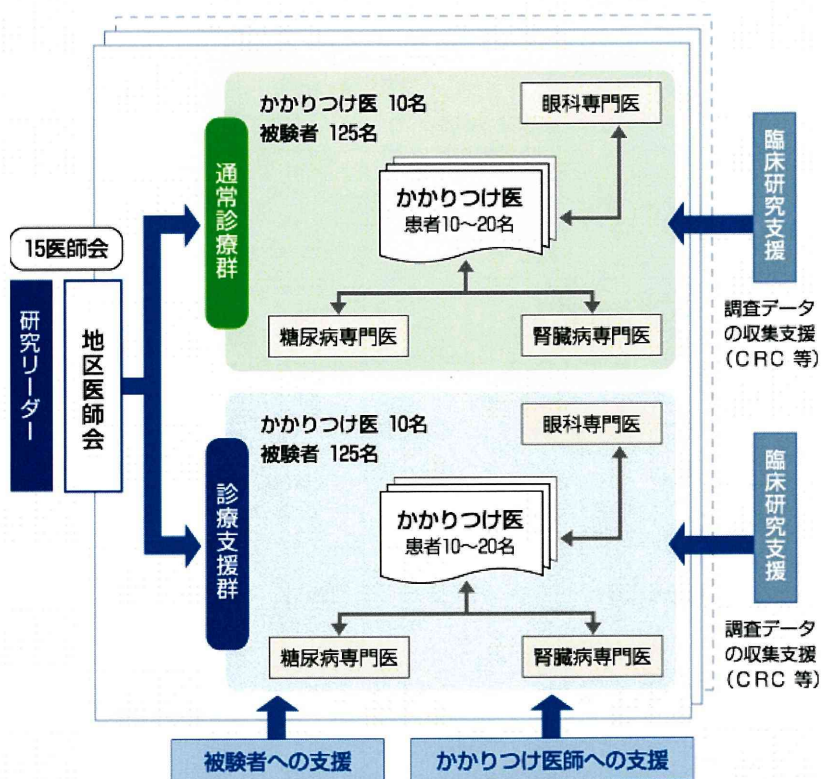 15医師会
研究リーダー
地区医師会
通常診療群
かかりつけ医 10名
被験者 125名
眼科専門医
かかりつけ医
患者10〜20名
糖尿病専門医
腎臓病専門医
臨床研究支援
調査データ
の収集支援
(CRC 等)
診療支援群
かかりつけ医 10名
被験者 125名
眼科専門医
かかりつけ医
患者10〜20名
糖尿病専門医
腎臓病専門医
臨床研究支援
調査データ
の収集支援
(CRC 等)
被験者への支援
かかりつけ医師への支援